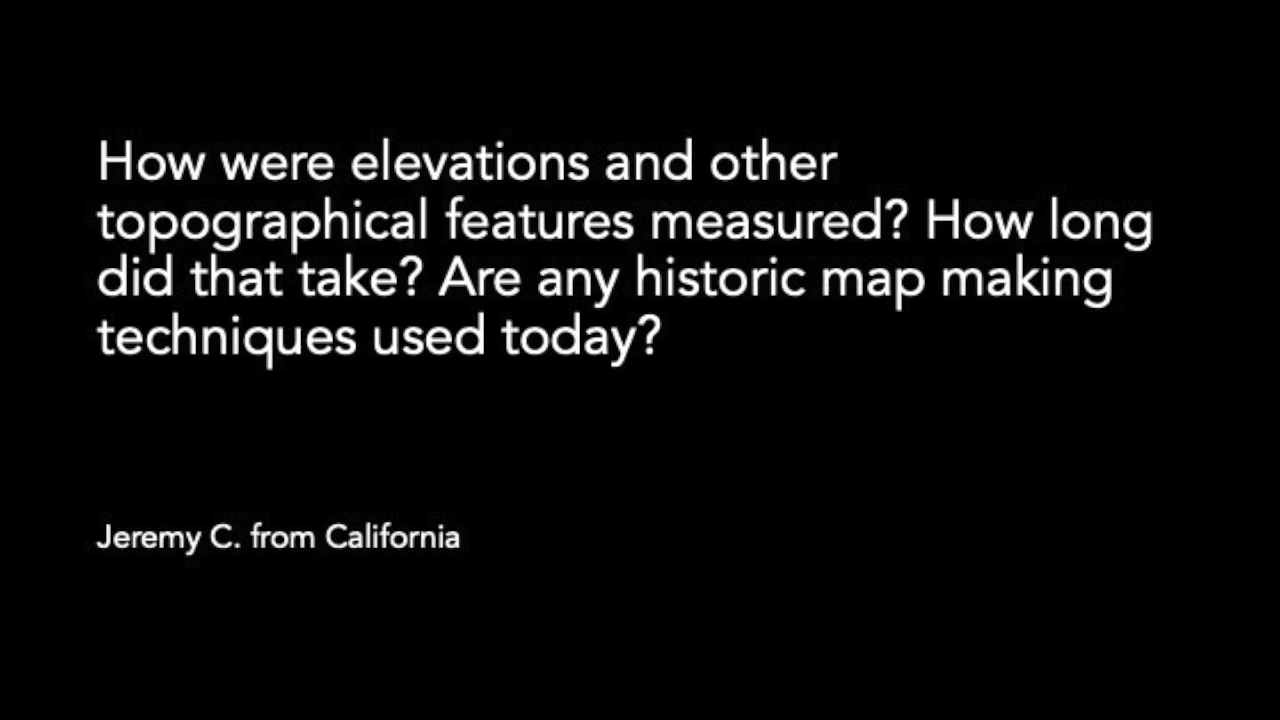 How were elevations and other
topographical features measured? How long
did that take? Are any historic map making
techniques used today?
Jeremy C. from California